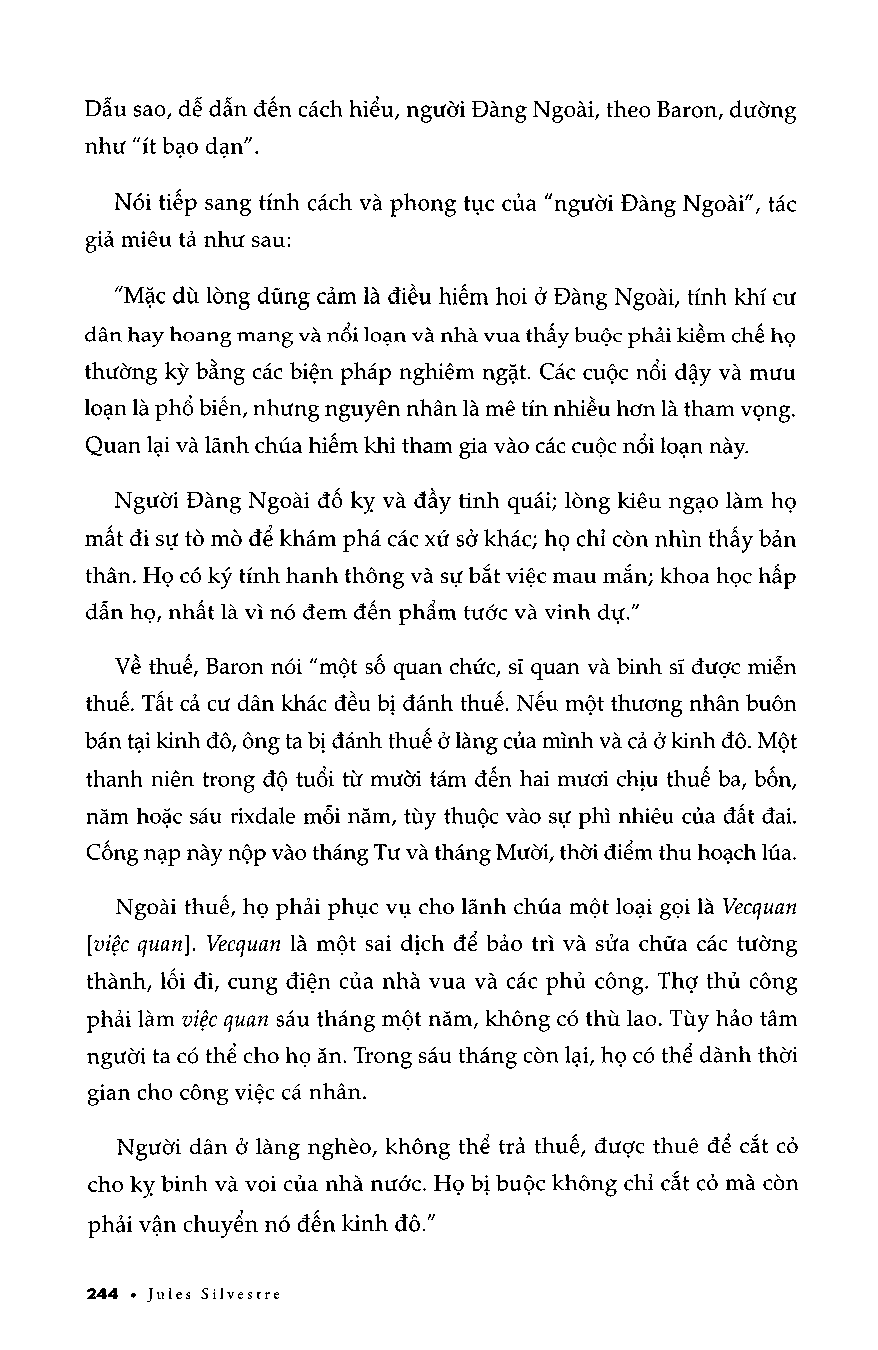 Dẫu sao, dễ dẫn đến cách hiểu, người Đàng Ngoài, theo Baron, dường
như "ít bạo dạn".
Nói tiếp sang tính cách và phong tục của "người Đàng Ngoài", tác
giả miêu tả như sau:
"Mặc dù lòng dũng cảm là điều hiếm hoi ở Đàng Ngoài, tính khí cư
dân hay hoang mang và nổi loạn và nhà vua thấy buộc phải kiềm chế họ
thường kỳ bằng các biện pháp nghiêm ngặt. Các cuộc nổi dậy và mưu
loạn là phổ biến, nhưng nguyên nhân là mê tín nhiều hơn là tham vọng.
Quan lại và lãnh chúa hiếm khi tham gia vào các cuộc nổi loạn này.
Người Đàng Ngoài đố kỵ và đầy tinh quái; lòng kiêu ngạo làm họ
mất đi sự tò mò để khám phá các xứ sở khác; họ chỉ còn nhìn thấy bản
thân. Họ có ký tính hanh thông và sự bắt việc mau mắn; khoa học hấp
dẫn họ, nhất là vì nó đem đến phẩm tước và vinh dự."
Về thuế, Baron nói "một số quan chức, sĩ quan và binh sĩ được miễn
thuế. Tất cả cư dân khác đều bị đánh thuế. Nếu một thương nhân buôn
bán tại kinh đô, ông ta bị đánh thuế ở làng của mình và cả ở kinh đô. Một
thanh niên trong độ tuổi từ mười tám đến hai mươi chịu thuế ba, bốn,
năm hoặc sáu rixdale mỗi năm, tùy thuộc vào sự phì nhiêu của đất đai.
Cống nạp này nộp vào tháng Tư và tháng Mười, thời điểm thu hoạch lúa.
Ngoài thuế, họ phải phục vụ cho lãnh chúa một loại gọi là Vecquan
[việc quan]. Vecquan là một sai dịch để bảo trì và sửa chữa các tường
thành, lối đi, cung điện của nhà vua và các phủ công. Thợ thủ công
phải làm việc quan sáu tháng một năm, không có thù lao. Tùy hảo tâm
người ta có thể cho họ ăn. Trong sáu tháng còn lại, họ có thể dành thời
gian cho công việc cá nhân.
Người dân ở làng nghèo, không thể trả thuế, được thuê để cắt cỏ
cho kỵ binh và voi của nhà nước. Họ bị buộc không chỉ cắt cỏ mà còn
phải vận chuyển nó đến kinh đô."
244 • Jules Silvestre